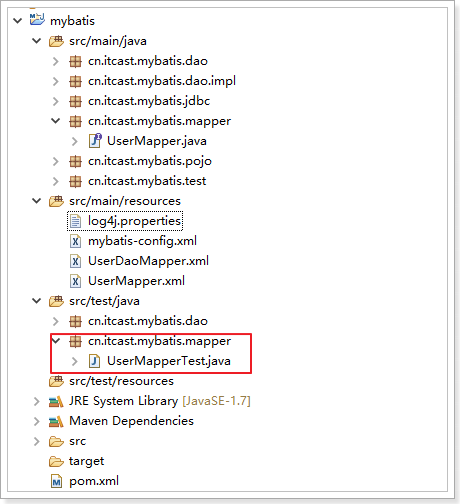 mybatis
src/main/java
cn.itcast.mybatis.dao
cn.itcast.mybatis.dao.impl
cn.itcast.mybatis.jdbc
cn.itcast.mybatis.mapper
UserMapper.java
cn.itcast.mybatis.pojo
cn.itcast.mybatis.test
src/main/resources
log4j.properties
mybatis-config.xml
UserDaoMapper.xml
UserMapper.xml
src/test/java
cn.itcast.mybatis.dao
cn.itcast.mybatis.mapper
UserMapperTest.java
src/test/resources
JRE System Library [JavaSE-1.7]
Maven Dependencies
src
target
pom.xml